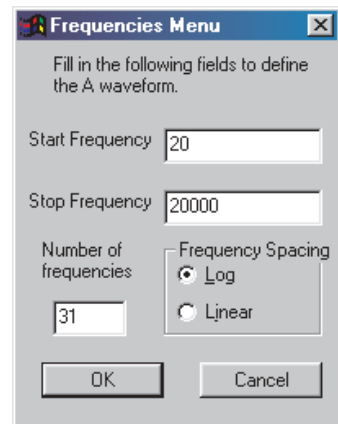 Frequencies Menu
Fill in the following fields to define
the A waveform.
Start Frequency 20
Stop Frequency 20000
Number of
frequencies
31
Frequency Spacing
Log
Linear
OK Cancel